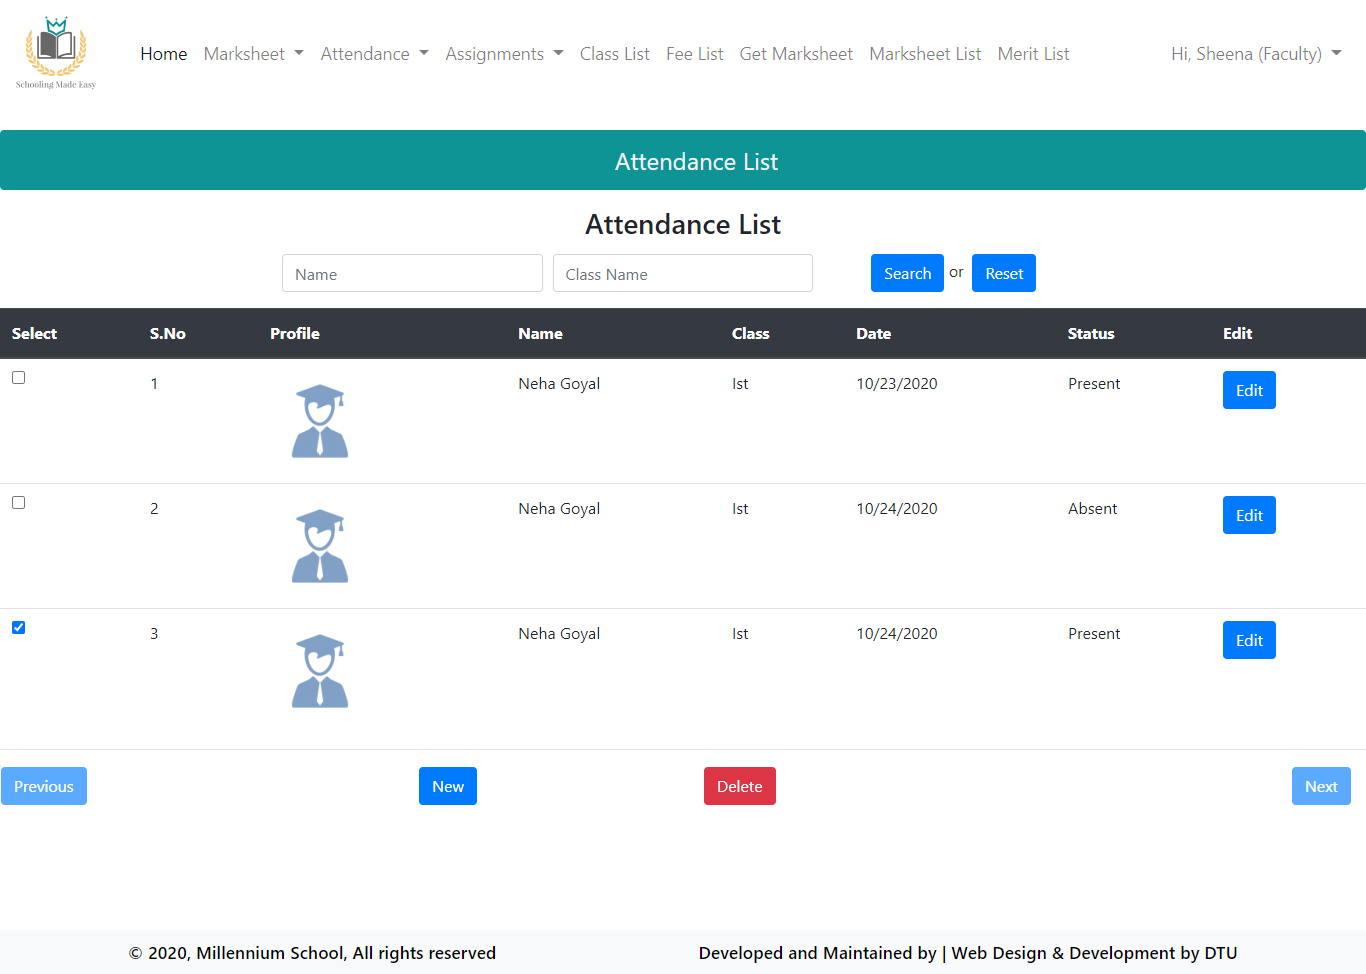 Schooling Made Easy
Home Marksheet Attendance Assignments Class List Fee List Get Marksheet Marksheet List Merit List Hi, Sheena (Faculty)
Attendance List
Attendance List
Name Class Name Search or Reset
Select S.No Profile Name Class Date Status Edit
1 Neha Goyal Ist 10/23/2020 Present Edit
2 Neha Goyal Ist 10/24/2020 Absent Edit
3 Neha Goyal Ist 10/24/2020 Present Edit
Previous New Delete Next
© 2020, Millennium School, All rights reserved Developed and Maintained by | Web Design & Development by DTU